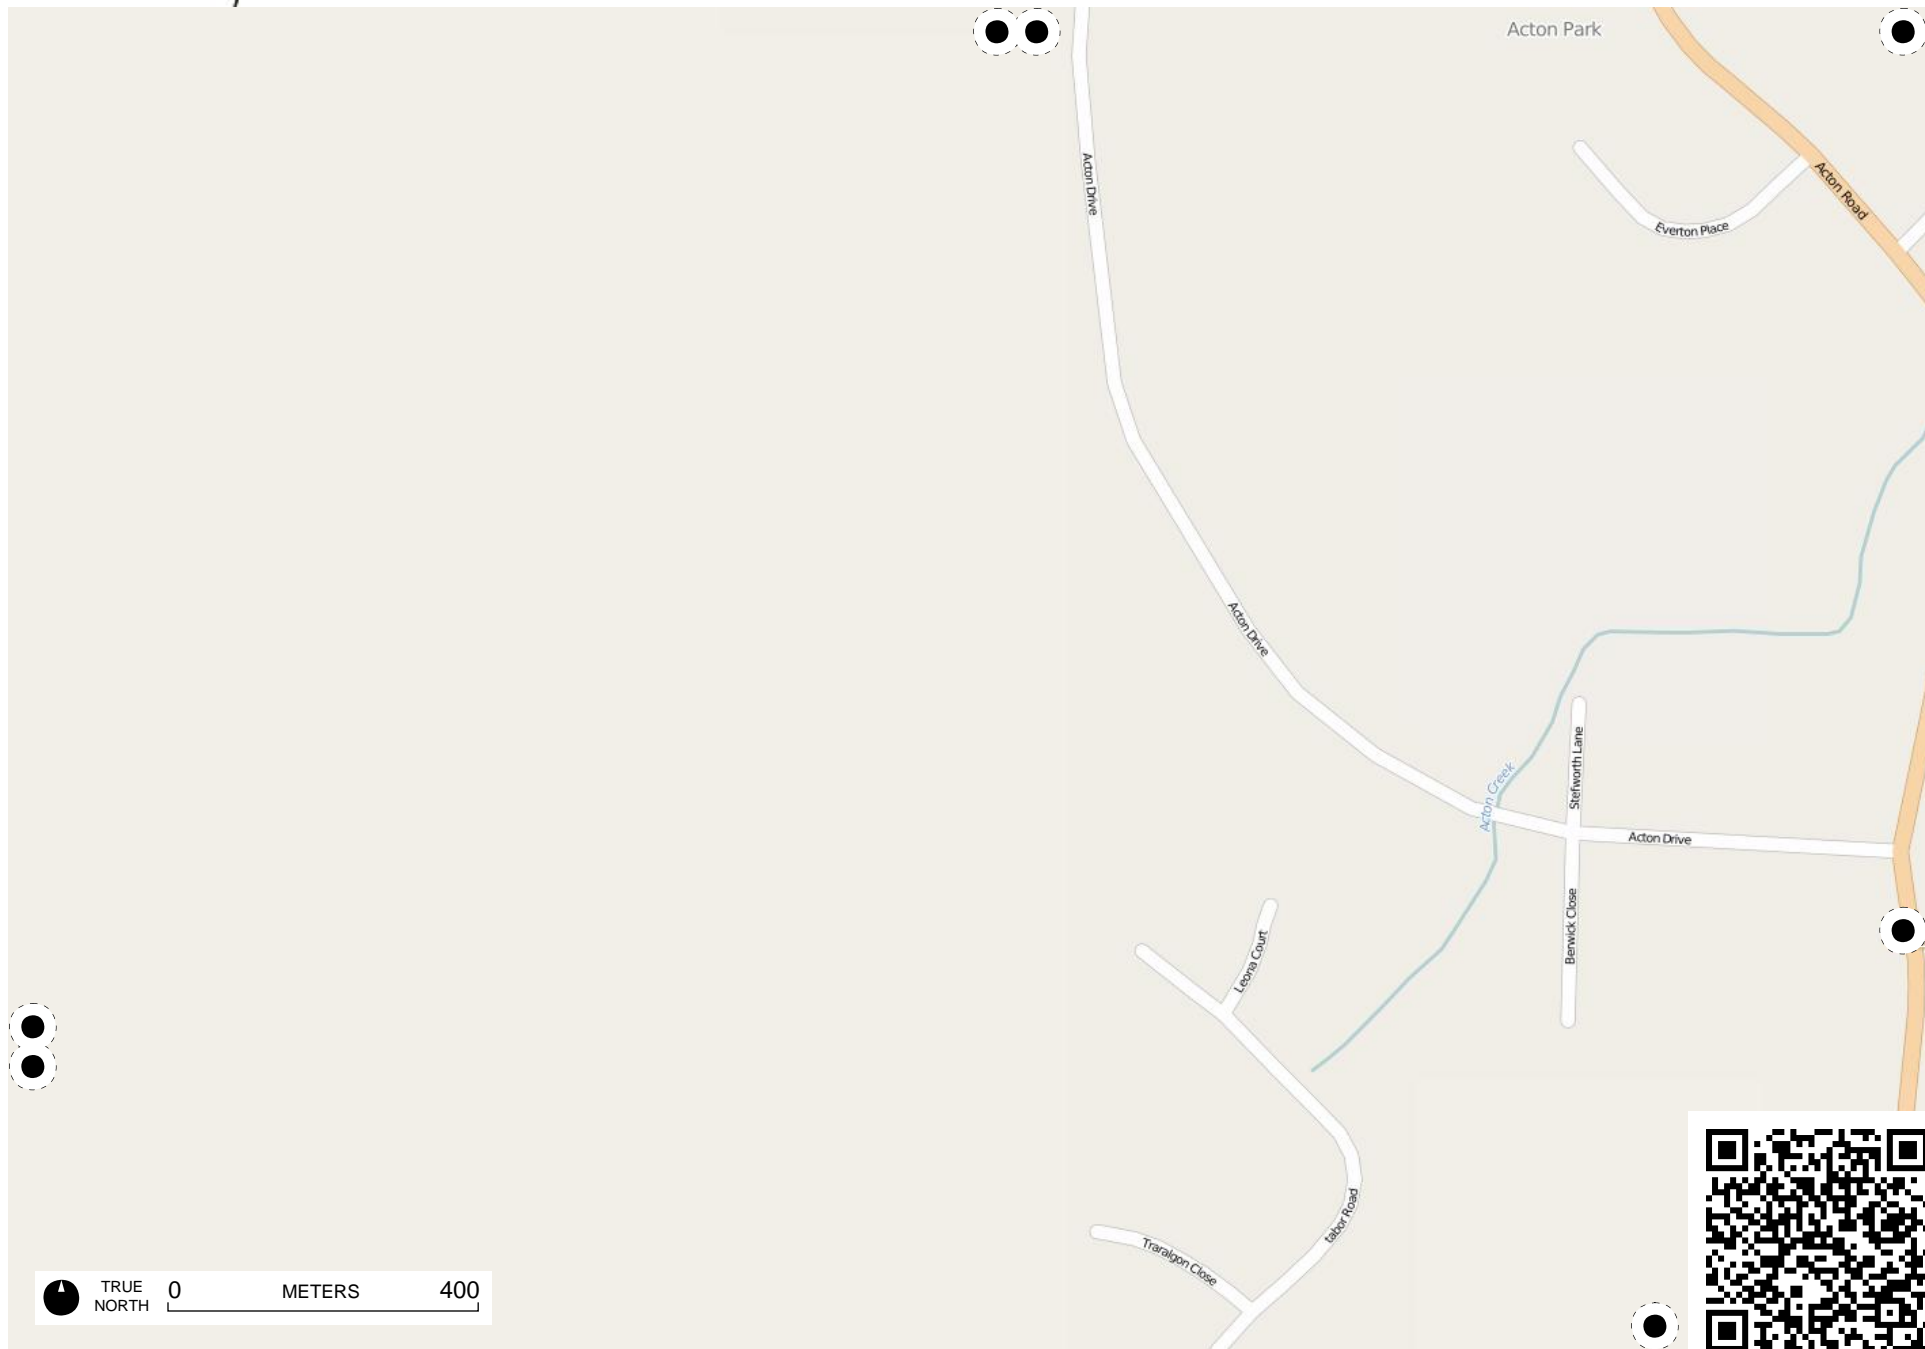 Acton Park
Acton Drive
Acton Road
Everton Place
Acton Drive
Stefworth Lane
Acton Creek
Acton Drive
Berwick Close
Leona Court
tabor Road
Traralgon Close
TRUE
NORTH
0 METERS 400